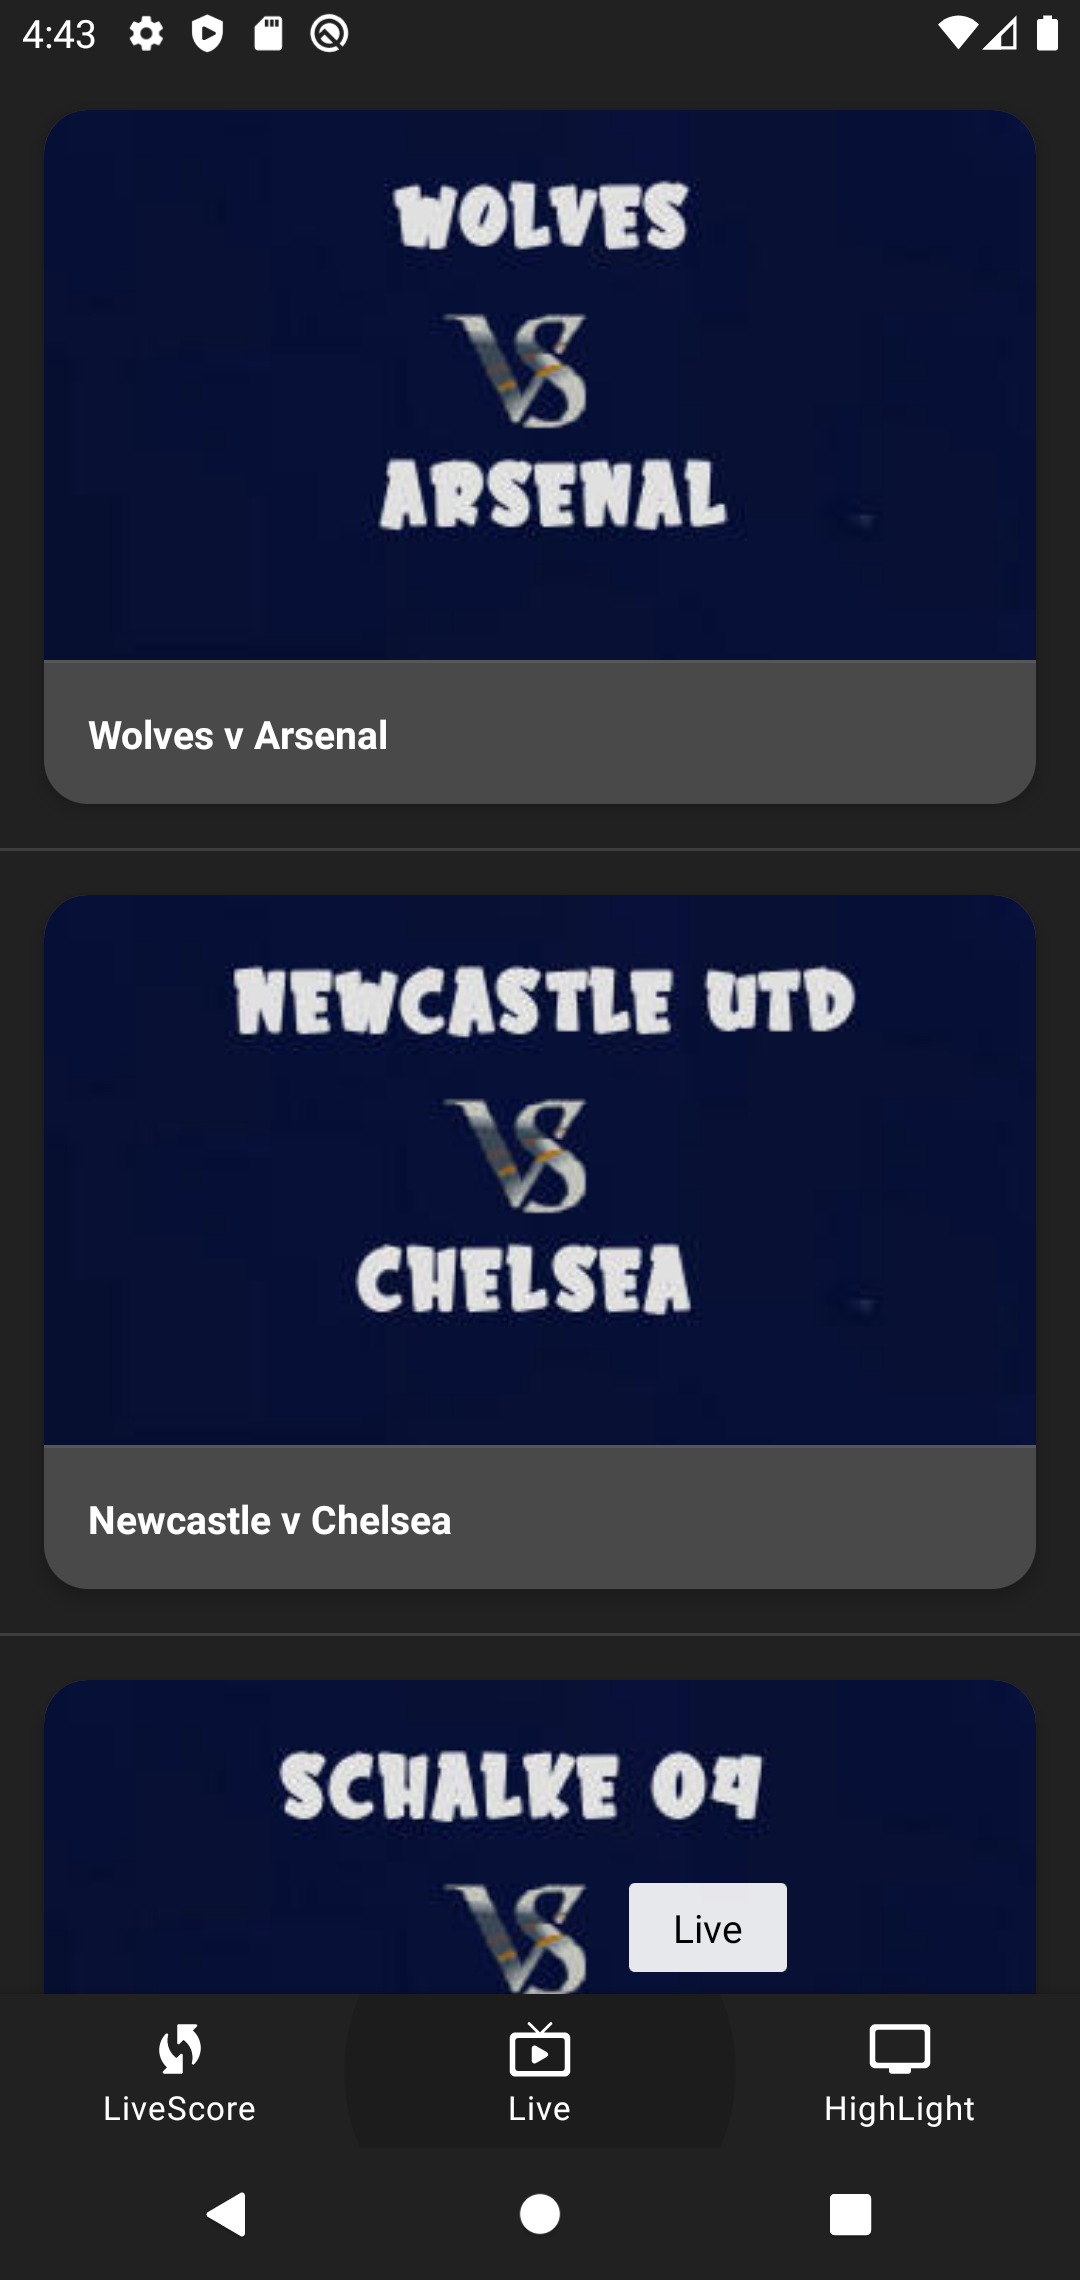 4:43
WOLVES
VS
ARSENAL
Wolves v Arsenal
NEWCASTLE UTD
VS
CHELSEA
Newcastle v Chelsea
SCHALKE 04
VS
Live
LiveScore
Live
HighLight